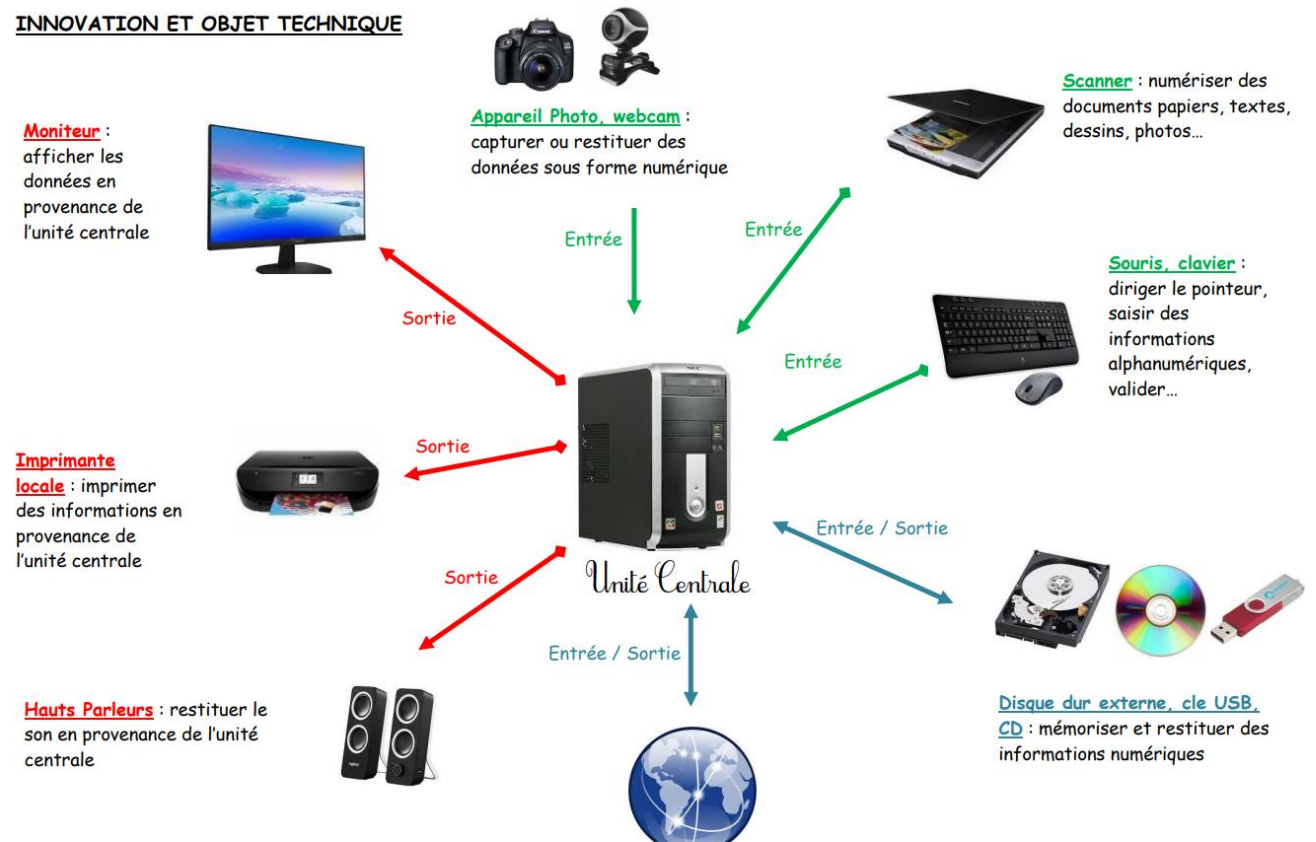 INNOVATION ET OBJET TECHNIQUE
Appareil Photo, webcam :
capturer ou restituer des
données sous forme numérique
Scanner : numériser des
documents papiers, textes,
dessins, photos…
Moniteur :
afficher les
données en
provenance de
l'unité centrale
Entrée
Entrée
Souris, clavier :
diriger le pointeur,
saisir des
informations
alphanumériques,
valider…
Sortie
Entrée
Sortie
Imprimante
locale : imprimer
des informations en
provenance de
l'unité centrale
Entrée / Sortie
Sortie
Unité Centrale
Entrée / Sortie
Hauts Parleurs : restituer le
son en provenance de l'unité
centrale
Disque dur externe, cle USB,
CD : mémoriser et restituer des
informations numériques